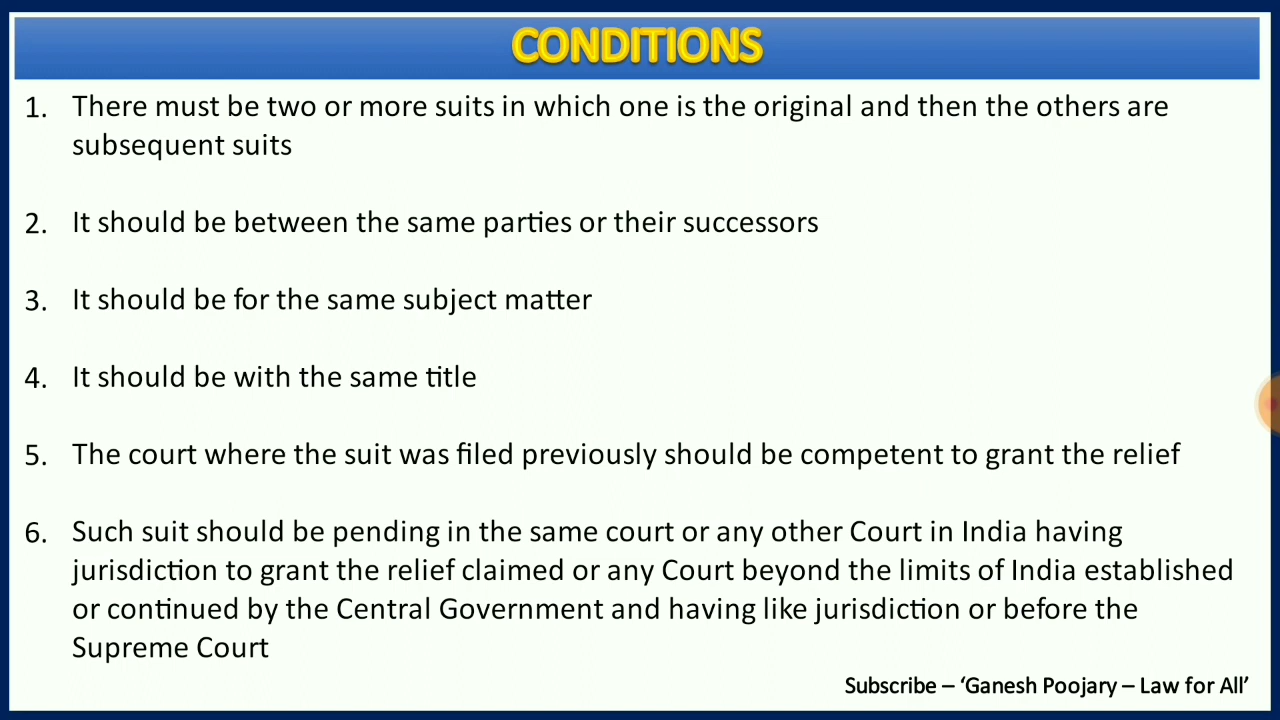 CONDITIONS
1. There must be two or more suits in which one is the original and then the others are
subsequent suits
2. It should be between the same parties or their successors
3. It should be for the same subject matter
4. It should be with the same title
5. The court where the suit was filed previously should be competent to grant the relief
6. Such suit should be pending in the same court or any other Court in India having
jurisdiction to grant the relief claimed or any Court beyond the limits of India established
or continued by the Central Government and having like jurisdiction or before the
Supreme Court
Subscribe – ‘Ganesh Poojary – Law for All’